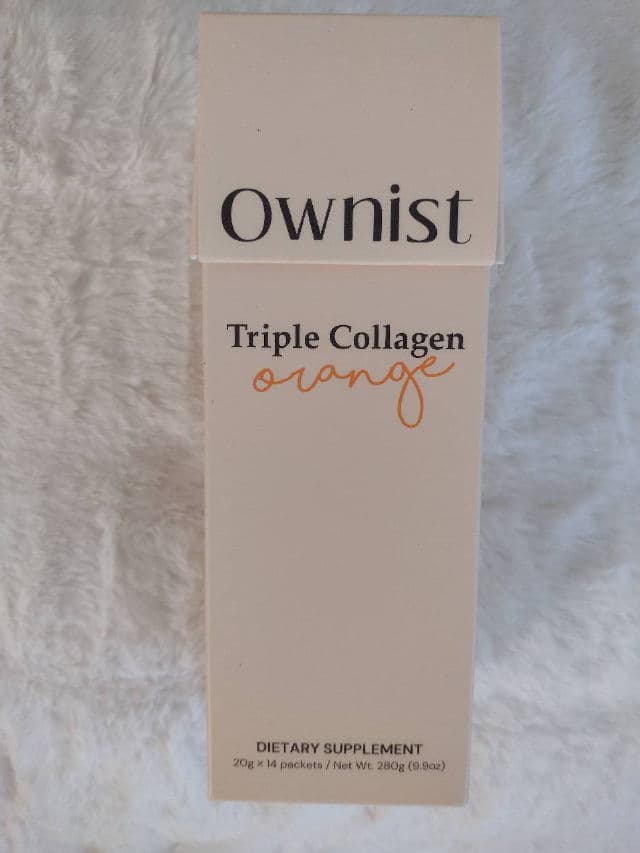 Ownist
Triple Collagen
orange
DIETARY SUPPLEMENT
20g x 14 packets / Net Wt. 280g (9.9oz)